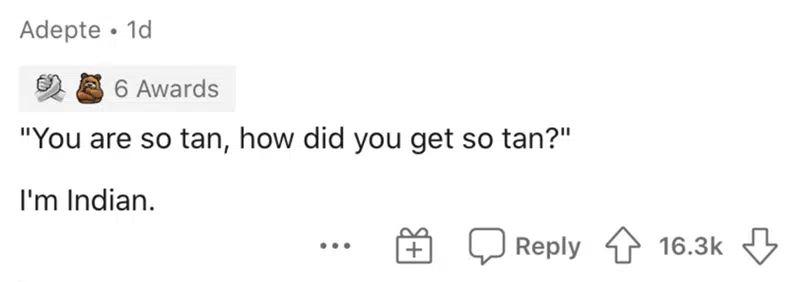 Adepte • 1d
6 Awards
"You are so tan, how did you get so tan?"
I'm Indian.
Reply 16.3k